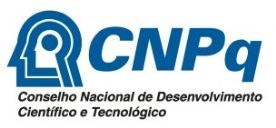 CNPq
Conselho Nacional de Desenvolvimento
Científico e Tecnológico